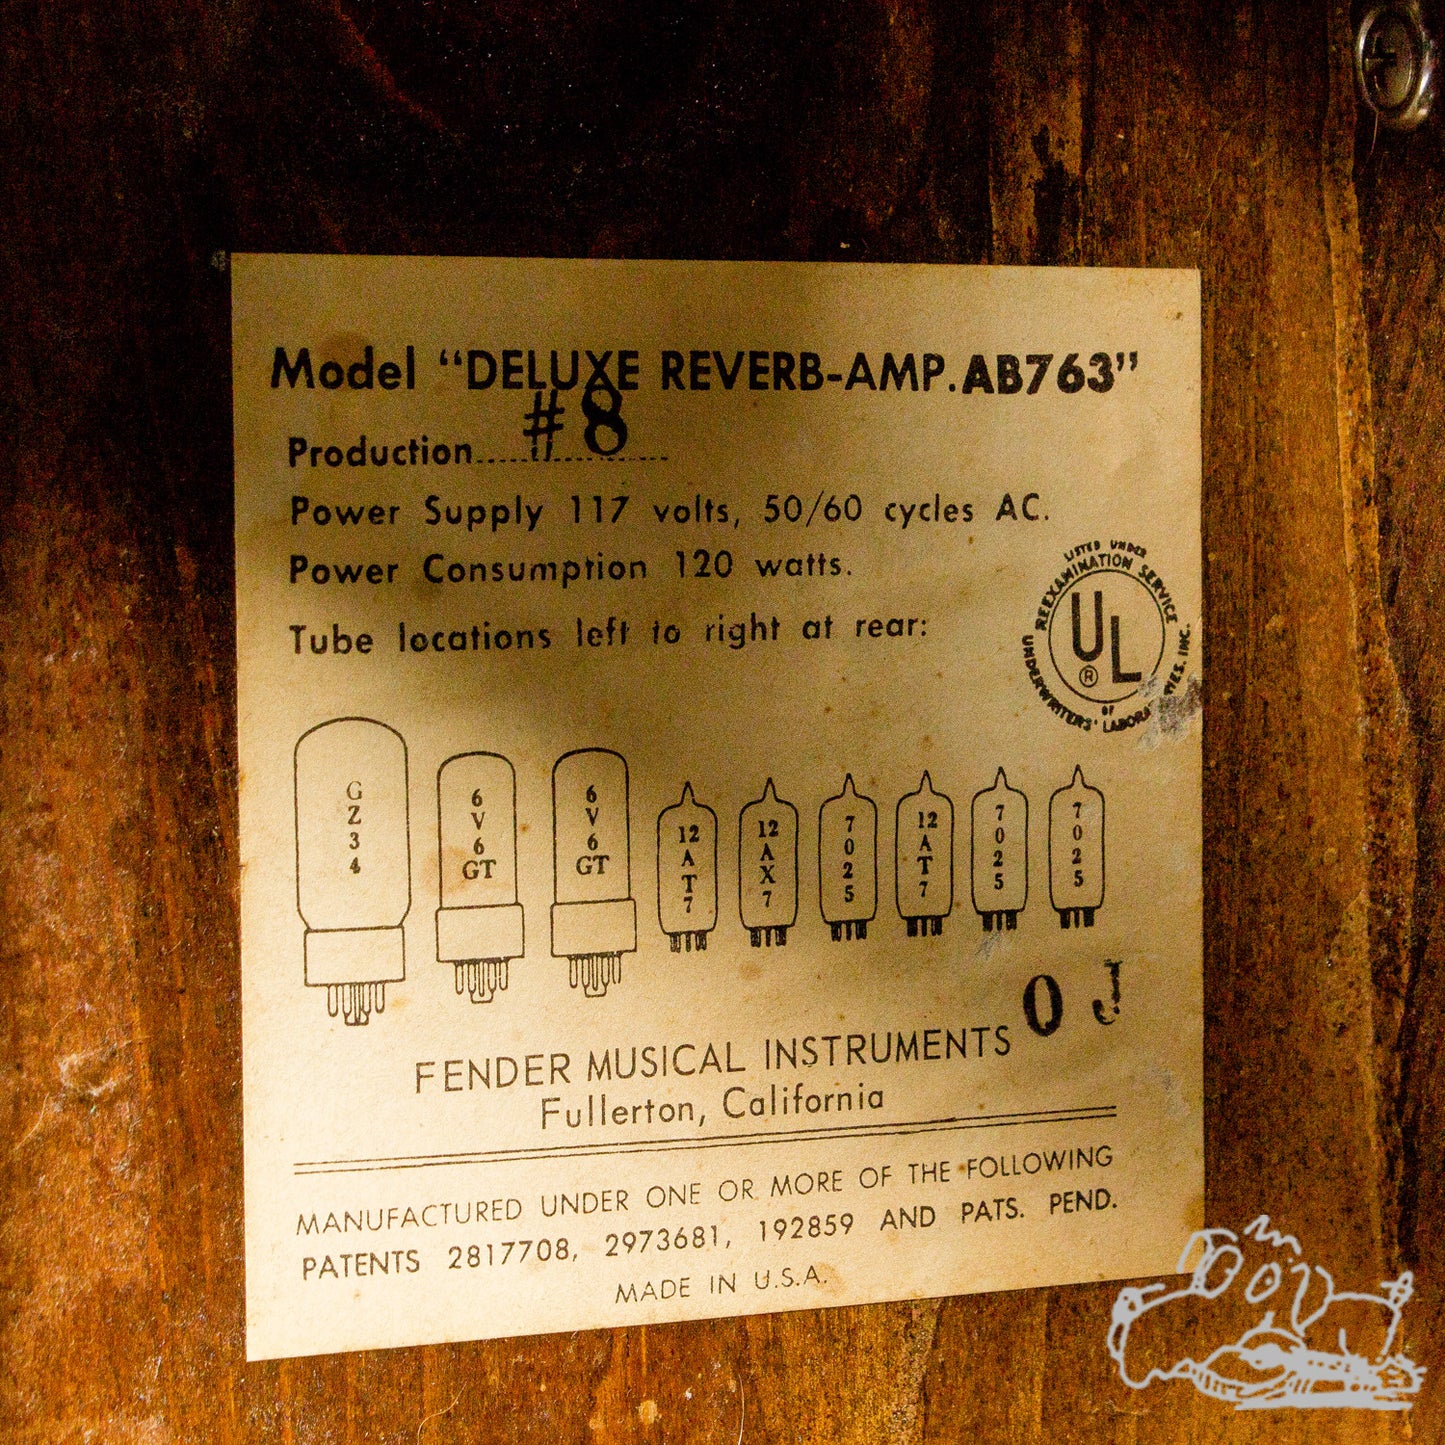 Model “DELUXE REVERB-AMP. AB763”
Production #8
Power Supply 117 volts, 50/60 cycles AC.
Power Consumption 120 watts.
Tube locations left to right at rear:
LISTED UNDER
REEXAMINATION SERVICE
UL ®
OF
UNDERWRITERS' INC.
GZ34
6V6GT
6V6GT
12AT7
12AX7
7025
12AT7
7025
7025
O J
FENDER MUSICAL INSTRUMENTS
Fullerton, California
MANUFACTURED UNDER ONE OR MORE OF THE FOLLOWING
PATENTS 2817708, 2973681, 192859 AND PATS. PEND.
MADE IN U.S.A.